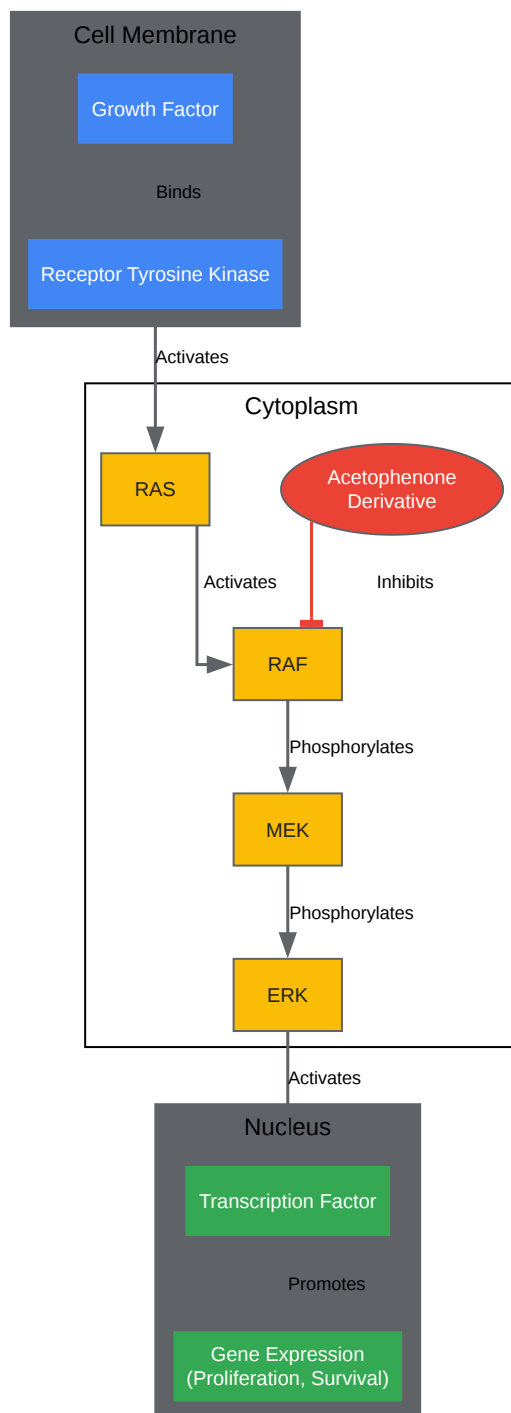 Cell Membrane
Growth Factor
Binds
Receptor Tyrosine Kinase
Activates
Cytoplasm
RAS
Acetophenone
Derivative
Activates
Inhibits
RAF
Phosphorylates
MEK
Phosphorylates
ERK
Activates
Nucleus
Transcription Factor
Promotes
Gene Expression
(Proliferation, Survival)